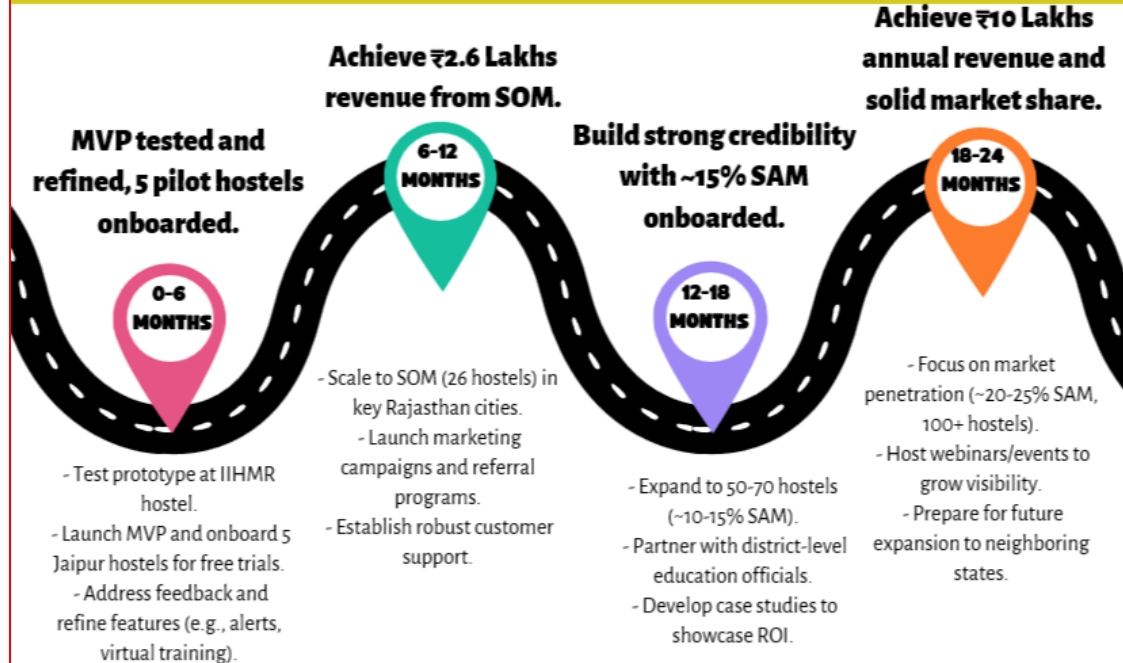 MVP tested and
refined, 5 pilot hostels
onboarded.
0-6
MONTHS
- Test prototype at IIHMR
hostel.
- Launch MVP and onboard 5
Jaipur hostels for free trials.
- Address feedback and
refine features (e.g., alerts,
virtual training).
Achieve ₹2.6 Lakhs
revenue from SOM.
6-12
MONTHS
- Scale to SOM (26 hostels) in
key Rajasthan cities.
- Launch marketing
campaigns and referral
programs.
- Establish robust customer
support.
Build strong credibility
with ~15% SAM
onboarded.
12-18
MONTHS
- Expand to 50-70 hostels
(~10-15% SAM).
- Partner with district-level
education officials.
- Develop case studies to
showcase ROI.
Achieve ₹10 Lakhs
annual revenue and
solid market share.
18-24
MONTHS
- Focus on market
penetration (~20-25% SAM,
100+ hostels).
- Host webinars/events to
grow visibility.
- Prepare for future
expansion to neighboring
states.